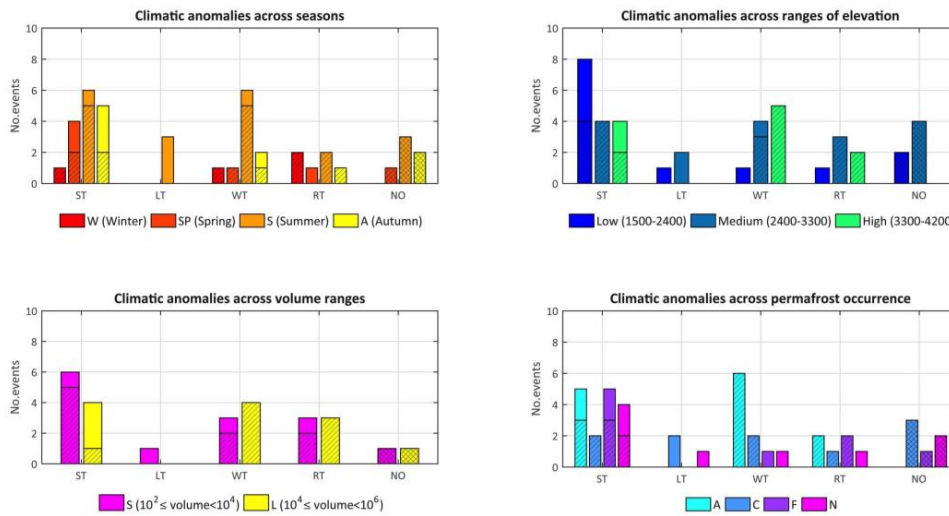 Climatic anomalies across seasons
No.events
10
8
6
4
2
0
ST LT WT RT NO
W (Winter) SP (Spring) S (Summer) A (Autumn)
Climatic anomalies across ranges of elevation
No.events
10
8
6
4
2
0
ST LT WT RT NO
Low (1500-2400) Medium (2400-3300) High (3300-4200
Climatic anomalies across volume ranges
No.events
10
8
6
4
2
0
ST LT WT RT NO
S (10² ≤ volume<10⁴) L (10⁴ ≤ volume<10⁶)
Climatic anomalies across permafrost occurrence
No.events
10
8
6
4
2
0
ST LT WT RT NO
A C F N